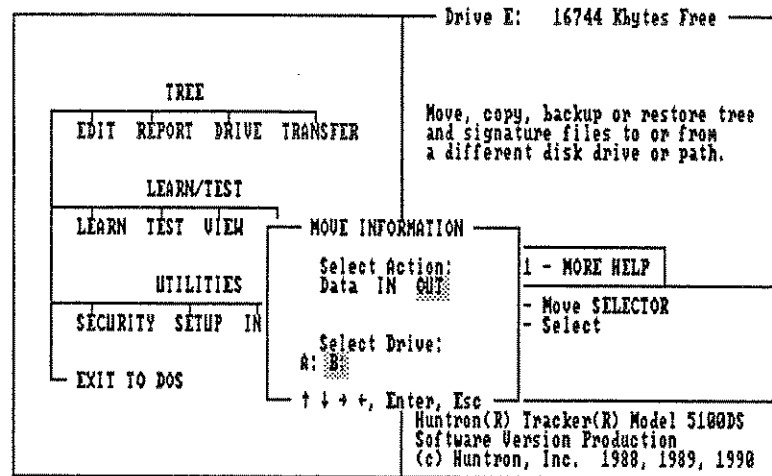 Drive E: 16744 Kbytes Free
TREE
EDIT REPORT DRIVE TRANSFER
Move, copy, backup or restore tree
and signature files to or from
a different disk drive or path.
LEARN/TEST
LEARN TEST VIEW
UTILITIES
SECURITY SETUP IN
EXIT TO DOS
MOVE INFORMATION
Select Action:
Data IN OUT
Select Drive:
A: B:
↑ ↓ → ←, Enter, Esc
1 - MORE HELP
- Move SELECTOR
- Select
Huntron(R) Tracker(R) Model 5100DS
Software Version Production
(c) Huntron, Inc. 1988, 1989, 1990